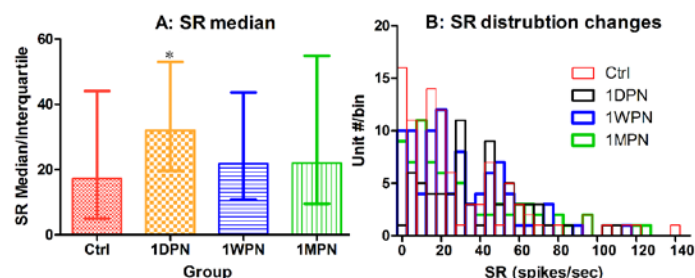 A: SR median
B: SR distrubtion changes
SR Median/Interquartile
60
40
20
0
*
Ctrl
1DPN
1WPN
1MPN
Group
Unit #/bin
20
15
10
5
0
Ctrl
1DPN
1WPN
1MPN
0
20
40
60
80
100
120
140
SR (spikes/sec)